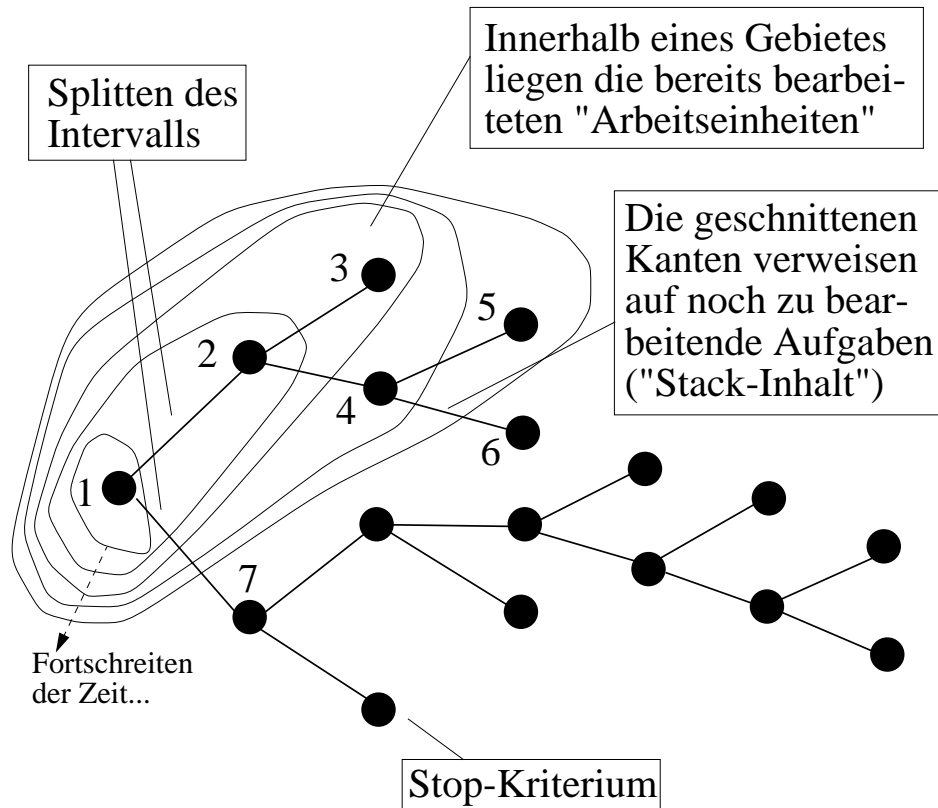 Innerhalb eines Gebietes
liegen die bereits bearbei-
teten "Arbeitseinheiten"
Splitten des
Intervalls
Die geschnittenen
Kanten verweisen
auf noch zu bear-
beitende Aufgaben
("Stack-Inhalt")
3
5
2
4
6
1
7
Fortschreiten
der Zeit...
Stop-Kriterium